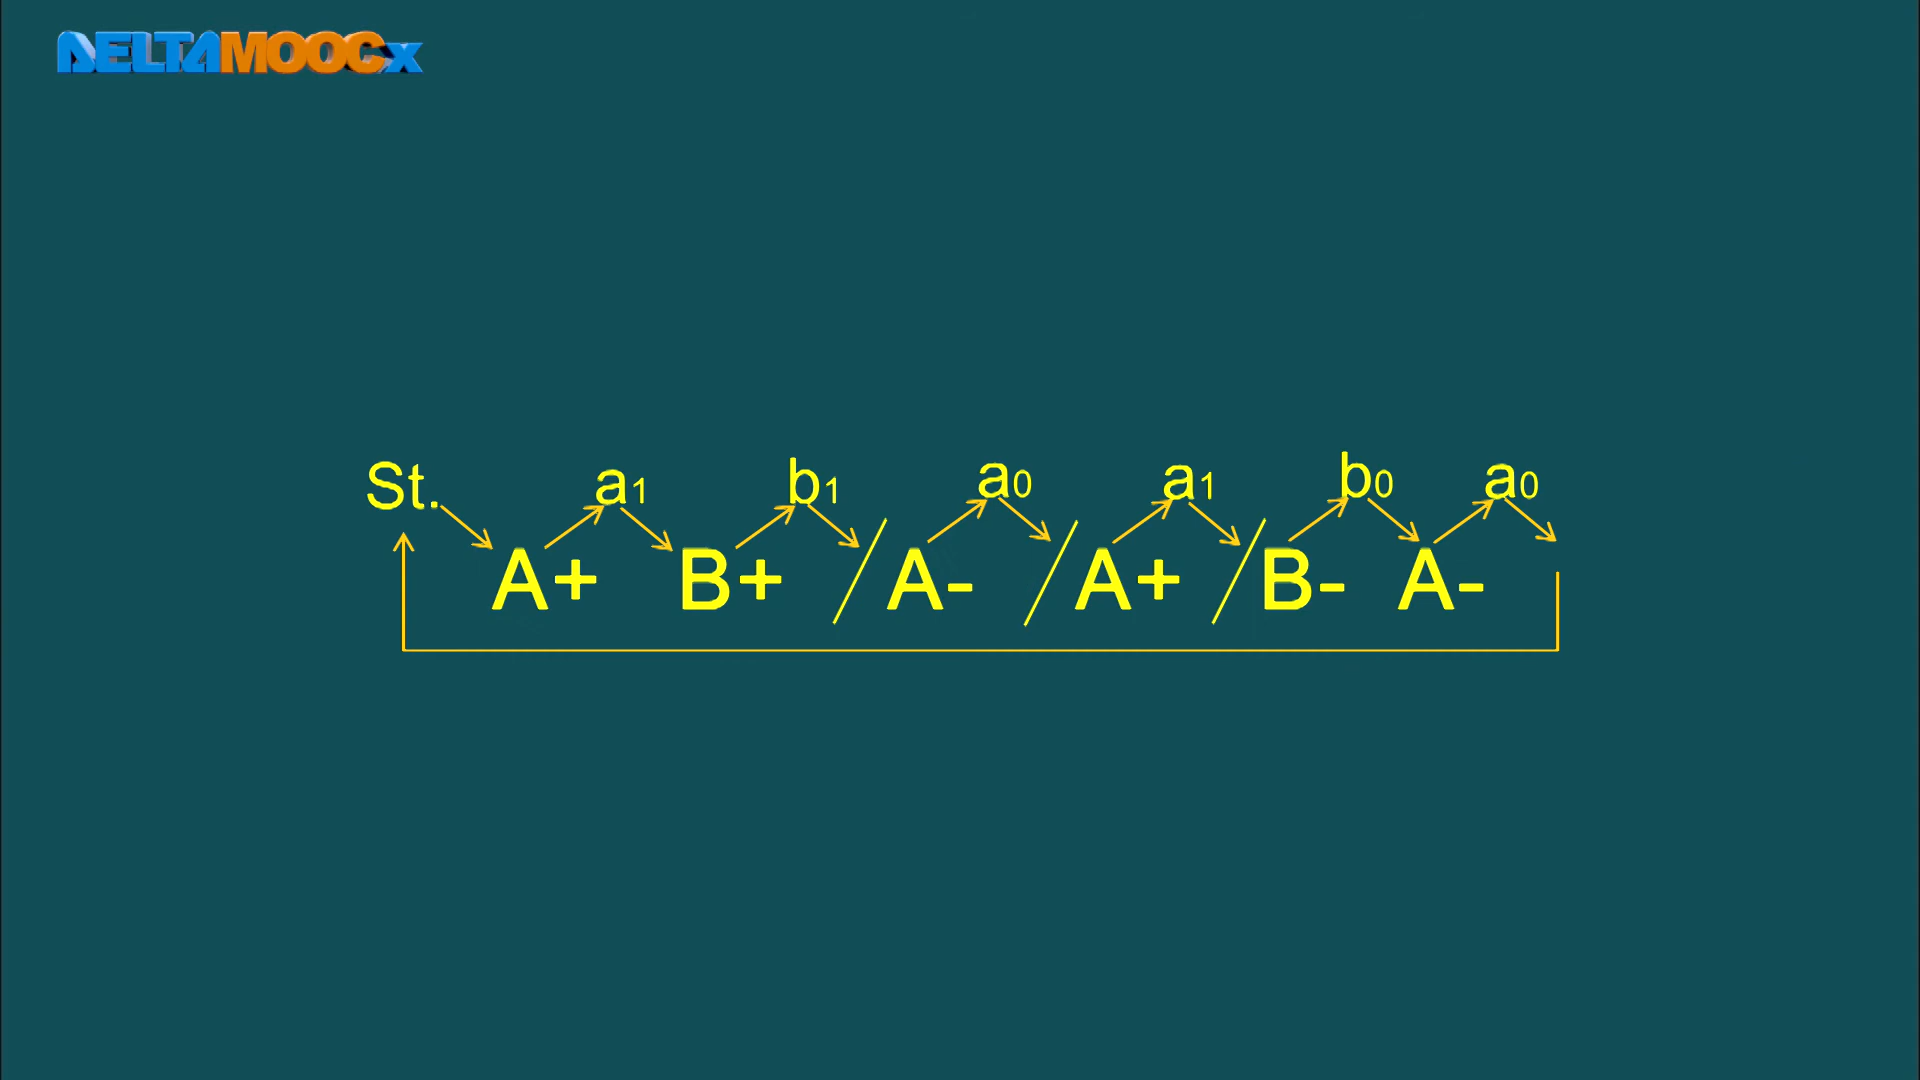 DELTAMOOCx
St. a1 b1 a0 a1 b0 a0
A+ B+ / A- / A+ / B- A-